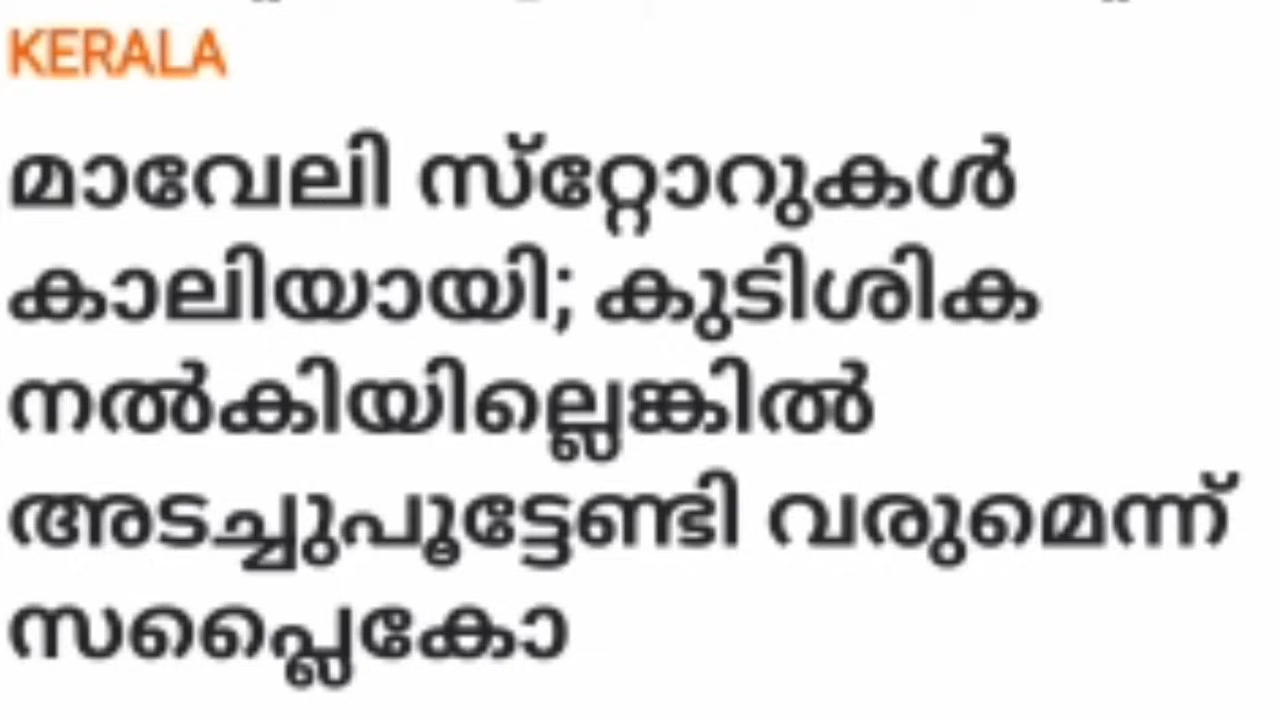 KERALA
മാവേലി സ്റ്റോറുകൾ
കാലിയായി; കുടിശിക
നൽകിയില്ലെങ്കിൽ
അടച്ചുപൂട്ടേണ്ടി വരുമെന്ന്
സപ്ലൈകോ